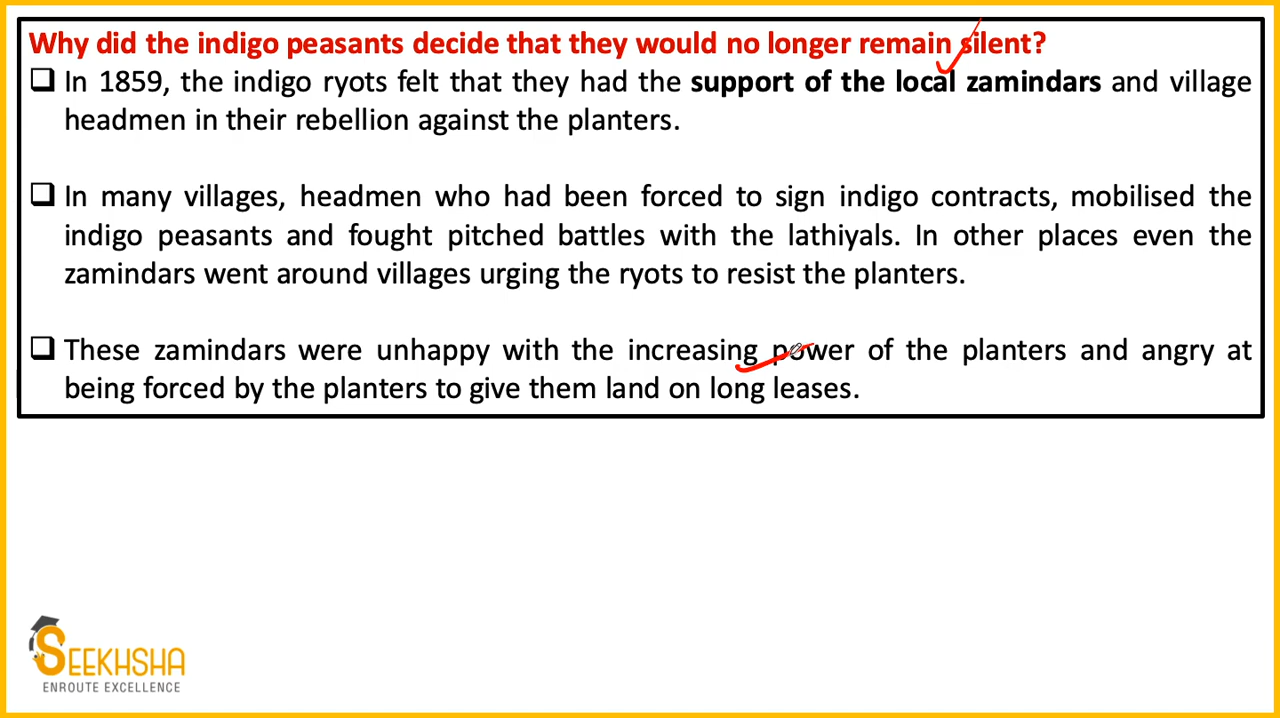 Why did the indigo peasants decide that they would no longer remain silent?
❑ In 1859, the indigo ryots felt that they had the support of the local zamindars and village
headmen in their rebellion against the planters.
❑ In many villages, headmen who had been forced to sign indigo contracts, mobilised the
indigo peasants and fought pitched battles with the lathiyals. In other places even the
zamindars went around villages urging the ryots to resist the planters.
❑ These zamindars were unhappy with the increasing power of the planters and angry at
being forced by the planters to give them land on long leases.
SEEKHSHA
ENROUTE EXCELLENCE